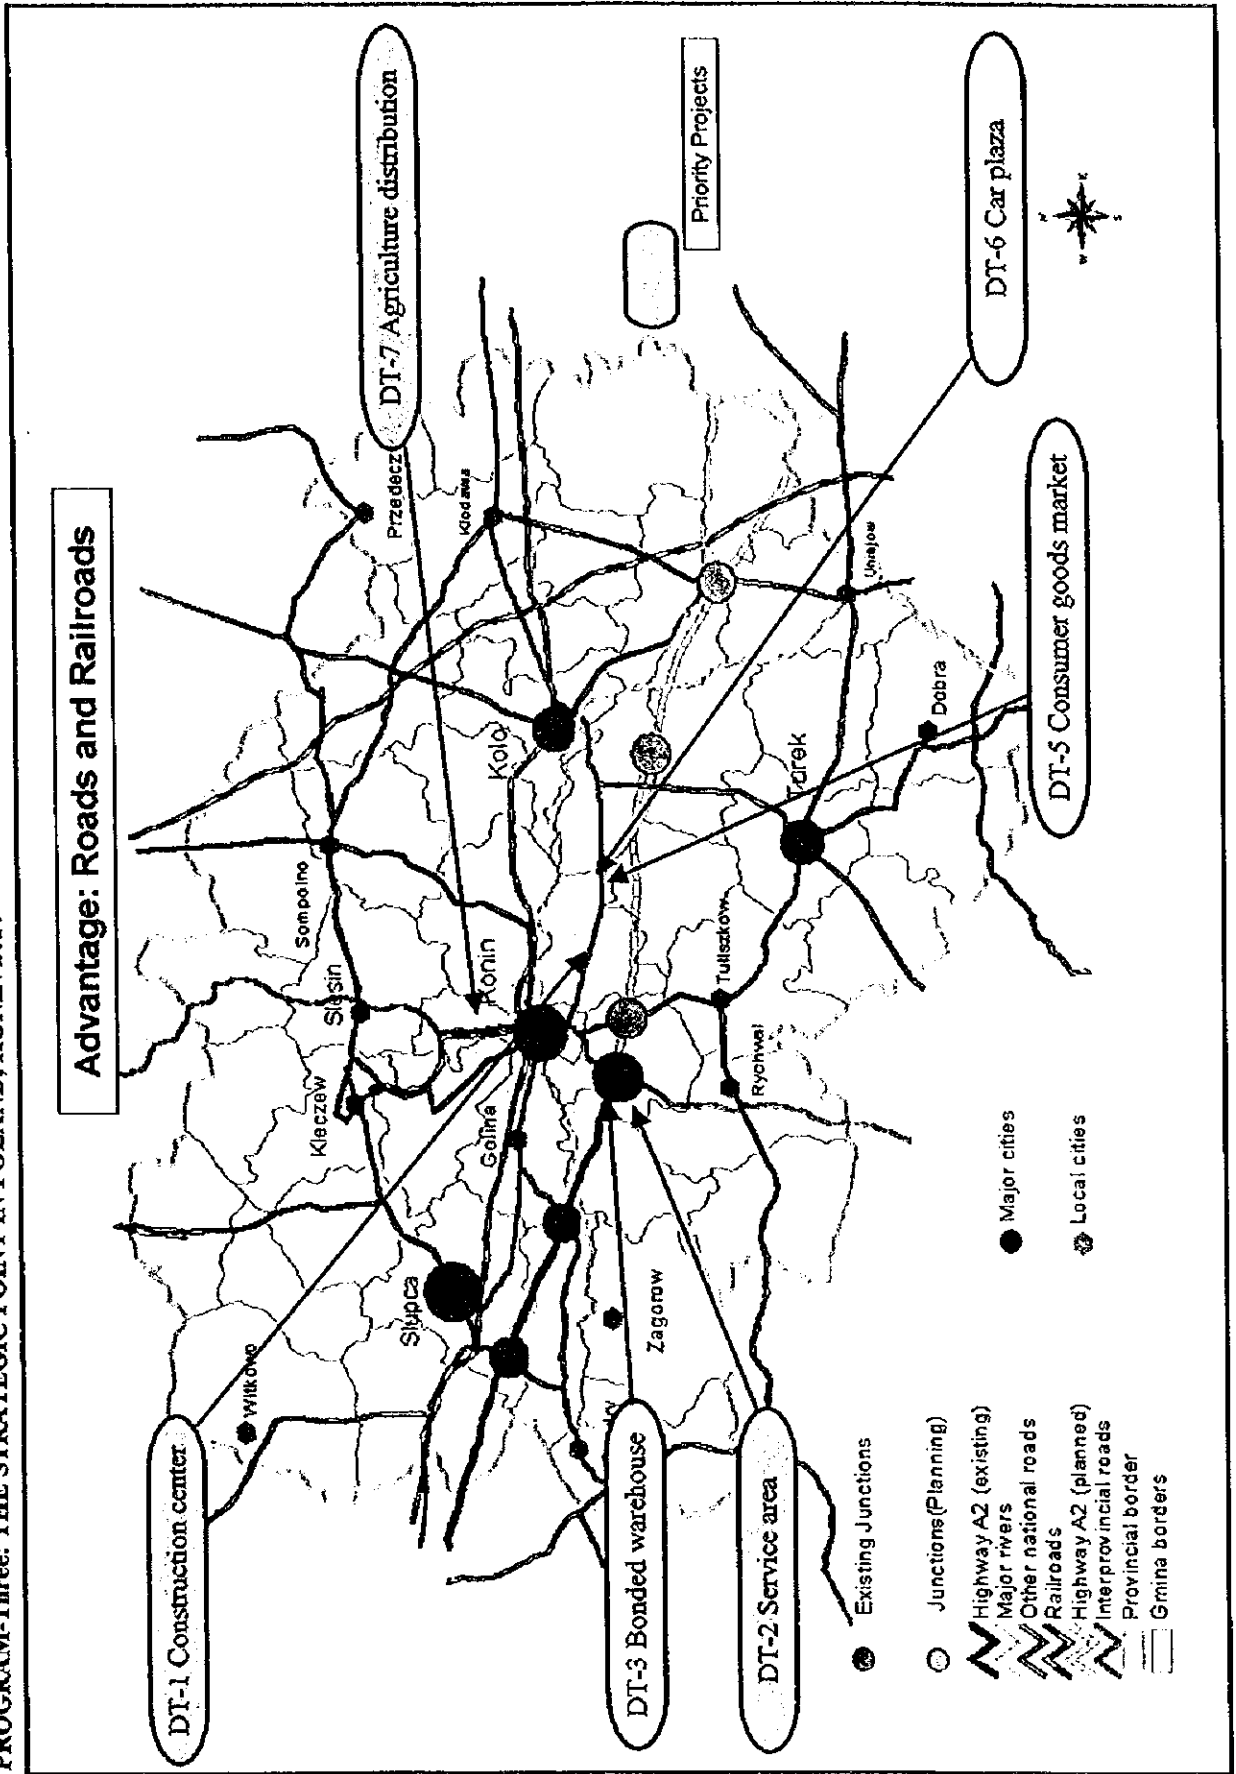 PROGRAM-Three: THE STRATEGIC POINT IN POLAND, KONIN
Advantage: Roads and Railroads
DT-1 Construction center
DT-7 Agriculture distribution
Priority Projects
DT-6 Car plaza
DT-5 Consumer goods market
DT-3 Bonded warehouse
DT-2 Service area
Witkowo
Slupca
Kleczew
Slesin
Sompolno
Przedecz
Klodawa
Golina
Konin
Kolo
Zagorow
Rychwal
Tuliszkow
Turek
Dobra
Uniejow
N
W
S
Existing Junctions
Junctions(Planning)
Highway A2 (existing)
Major rivers
Other national roads
Railroads
Highway A2 (planned)
Interprovincial roads
Provincial border
Gmina borders
Major cities
Local cities